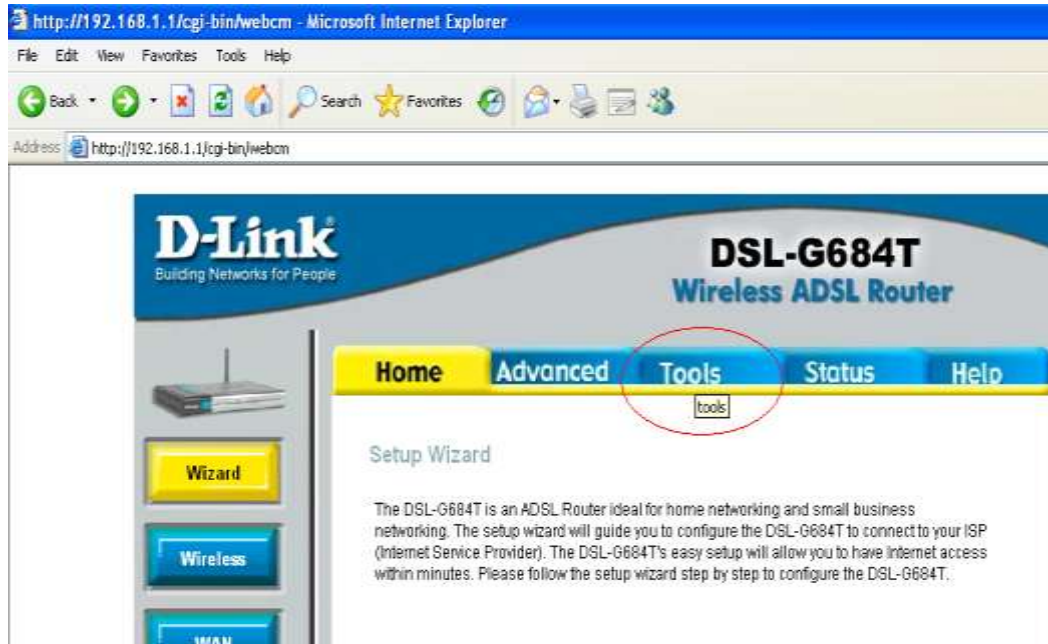 http://192.168.1.1/cgi-bin/webcm - Microsoft Internet Explorer
File Edit View Favorites Tools Help
Back Search Favorites
Address http://192.168.1.1/cgi-bin/webcm
D-Link
Building Networks for People
DSL-G684T
Wireless ADSL Router
Home Advanced Tools Status Help
tools
Wizard
Wireless
WAN
Setup Wizard
The DSL-G684T is an ADSL Router ideal for home networking and small business
networking. The setup wizard will guide you to configure the DSL-G684T to connect to your ISP
(Internet Service Provider). The DSL-G684T's easy setup will allow you to have Internet access
within minutes. Please follow the setup wizard step by step to configure the DSL-G684T.